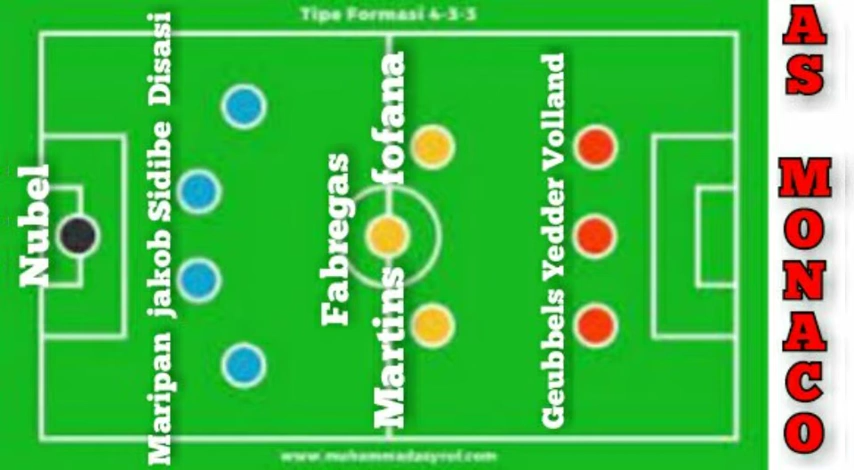 Tipe Formasi 4-3-3
Nubel
Maripan jakob Sidibe Disasi
Fabregas
Martins fofana
Geubbels Yedder Volland
AS MONACO
www.muhammadasyrof.com